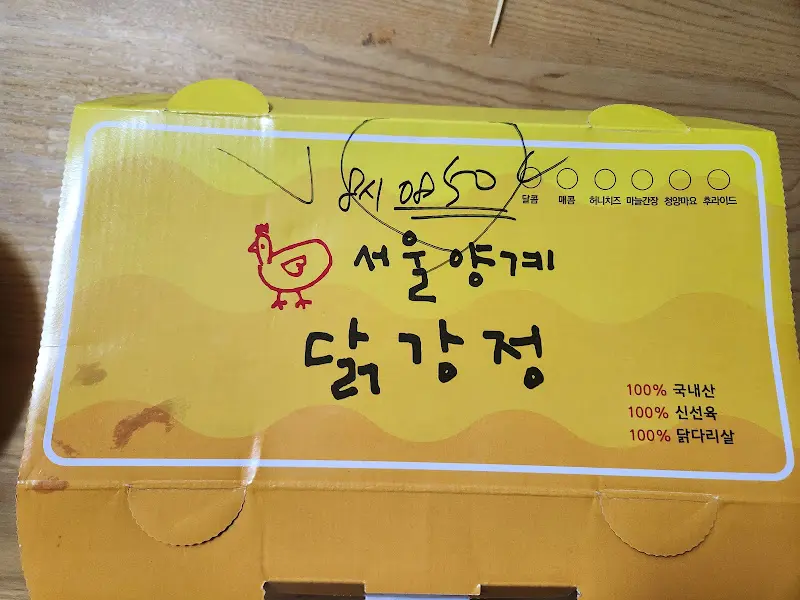 8시 0850
달콤 매콤 허니치즈 마늘간장 청양마요 후라이드
서울양계
닭강정
100% 국내산
100% 신선육
100% 닭다리살